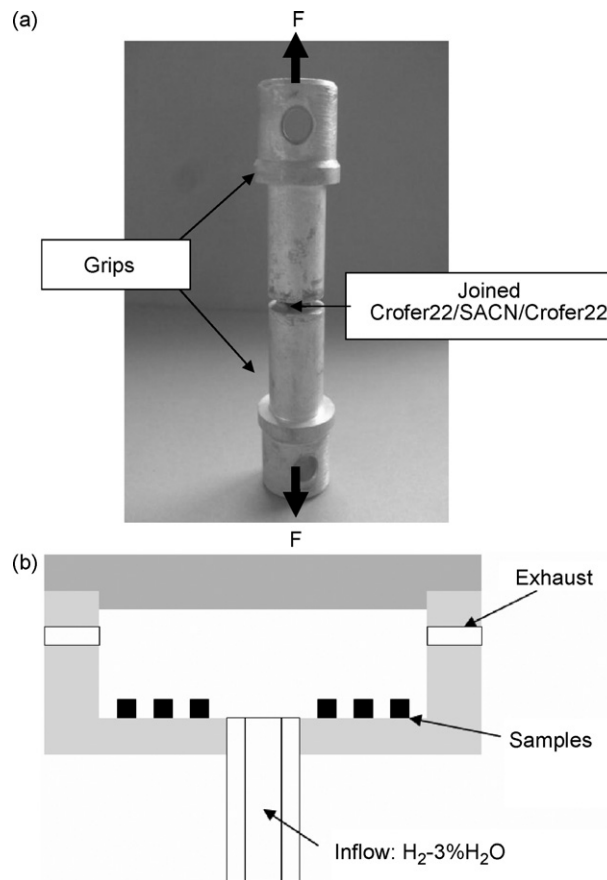 (a)
F
Grips
Joined
Crofer22/SACN/Crofer22
F
(b)
Exhaust
Samples
Inflow: H₂-3%H₂O